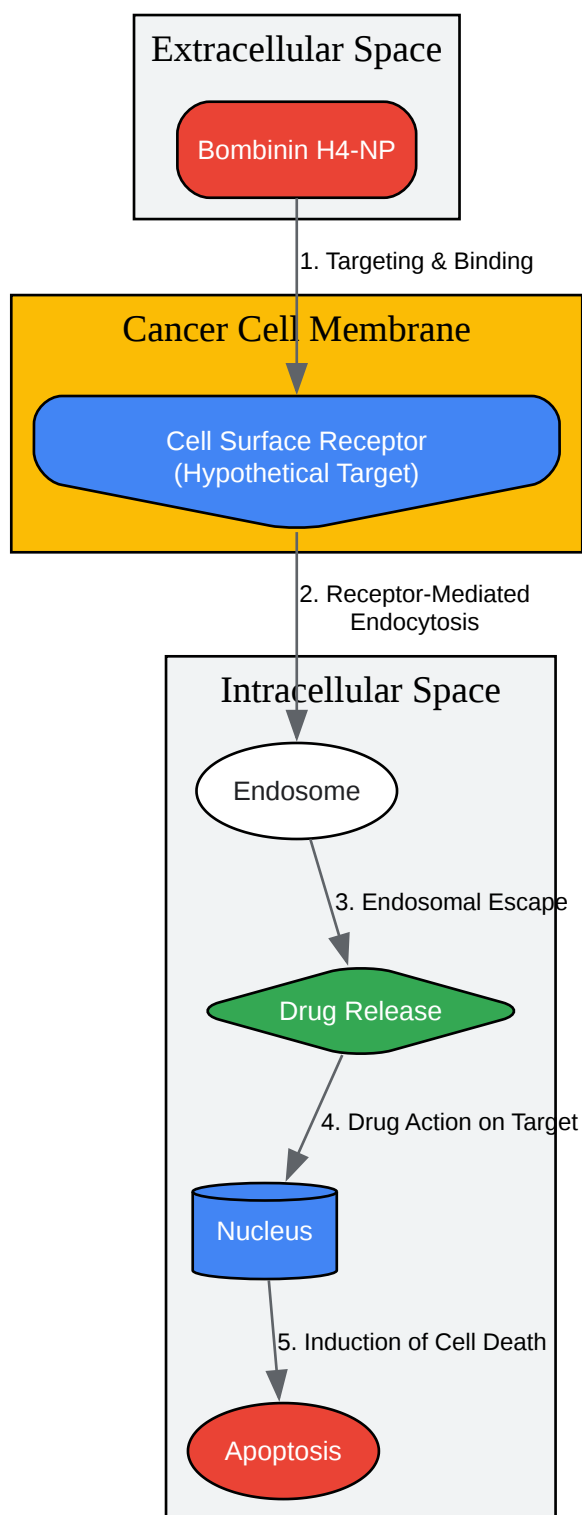 Extracellular Space
Bombinin H4-NP
1. Targeting & Binding
Cancer Cell Membrane
Cell Surface Receptor
(Hypothetical Target)
2. Receptor-Mediated
Endocytosis
Intracellular Space
Endosome
3. Endosomal Escape
Drug Release
4. Drug Action on Target
Nucleus
5. Induction of Cell Death
Apoptosis